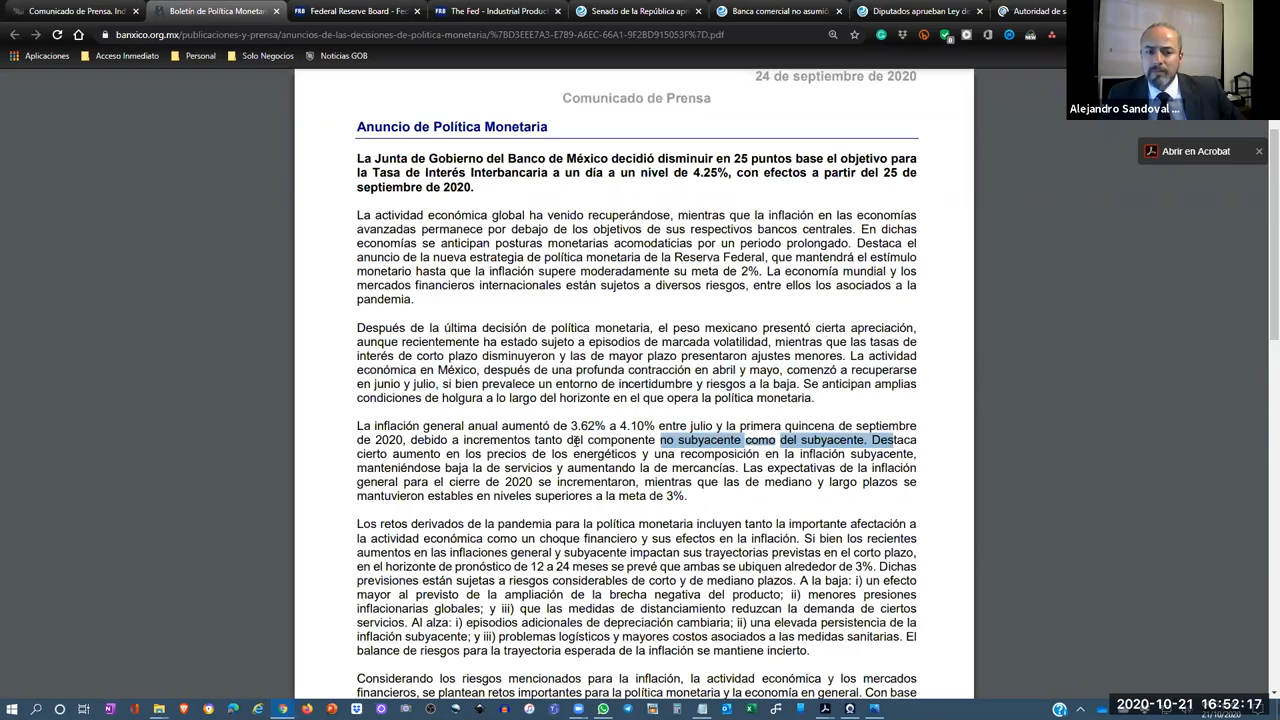 Comunicado de Prensa. Ind
Boletín de Política Monetaria
Federal Reserve Board - Fed
The Fed - Industrial Product
Senado de la República apr
Banca comercial no asumió
Diputados aprueban Ley de
Autoridad de s
banxico.org.mx/publicaciones-y-prensa/anuncios-de-las-decisiones-de-politica-monetaria/%7BD3EEE7A3-E789-A6EC-66A1-9F2BD915053F%7D.pdf
Aplicaciones
Acceso Inmediato
Personal
Solo Negocios
Noticias GOB
Alejandro Sandoval ...
Abrir en Acrobat
24 de septiembre de 2020
Comunicado de Prensa
Anuncio de Política Monetaria
La Junta de Gobierno del Banco de México decidió disminuir en 25 puntos base el objetivo para
la Tasa de Interés Interbancaria a un día a un nivel de 4.25%, con efectos a partir del 25 de
septiembre de 2020.
La actividad económica global ha venido recuperándose, mientras que la inflación en las economías
avanzadas permanece por debajo de los objetivos de sus respectivos bancos centrales. En dichas
economías se anticipan posturas monetarias acomodaticias por un periodo prolongado. Destaca el
anuncio de la nueva estrategia de política monetaria de la Reserva Federal, que mantendrá el estímulo
monetario hasta que la inflación supere moderadamente su meta de 2%. La economía mundial y los
mercados financieros internacionales están sujetos a diversos riesgos, entre ellos los asociados a la
pandemia.
Después de la última decisión de política monetaria, el peso mexicano presentó cierta apreciación,
aunque recientemente ha estado sujeto a episodios de marcada volatilidad, mientras que las tasas de
interés de corto plazo disminuyeron y las de mayor plazo presentaron ajustes menores. La actividad
económica en México, después de una profunda contracción en abril y mayo, comenzó a recuperarse
en junio y julio, si bien prevalece un entorno de incertidumbre y riesgos a la baja. Se anticipan amplias
condiciones de holgura a lo largo del horizonte en el que opera la política monetaria.
La inflación general anual aumentó de 3.62% a 4.10% entre julio y la primera quincena de septiembre
de 2020, debido a incrementos tanto del componente no subyacente como del subyacente. Destaca
cierto aumento en los precios de los energéticos y una recomposición en la inflación subyacente,
manteniéndose baja la de servicios y aumentando la de mercancías. Las expectativas de la inflación
general para el cierre de 2020 se incrementaron, mientras que las de mediano y largo plazos se
mantuvieron estables en niveles superiores a la meta de 3%.
Los retos derivados de la pandemia para la política monetaria incluyen tanto la importante afectación a
la actividad económica como un choque financiero y sus efectos en la inflación. Si bien los recientes
aumentos en las inflaciones general y subyacente impactan sus trayectorias previstas en el corto plazo,
en el horizonte de pronóstico de 12 a 24 meses se prevé que ambas se ubiquen alrededor de 3%. Dichas
previsiones están sujetas a riesgos considerables de corto y de mediano plazos. A la baja: i) un efecto
mayor al previsto de la ampliación de la brecha negativa del producto; ii) menores presiones
inflacionarias globales; y iii) que las medidas de distanciamiento reduzcan la demanda de ciertos
servicios. Al alza: i) episodios adicionales de depreciación cambiaria; ii) una elevada persistencia de la
inflación subyacente; y iii) problemas logísticos y mayores costos asociados a las medidas sanitarias. El
balance de riesgos para la trayectoria esperada de la inflación se mantiene incierto.
Considerando los riesgos mencionados para la inflación, la actividad económica y los mercados
financieros, se plantean retos importantes para la política monetaria y la economía en general. Con base
2020-10-21 16:52:17
21/10/2020